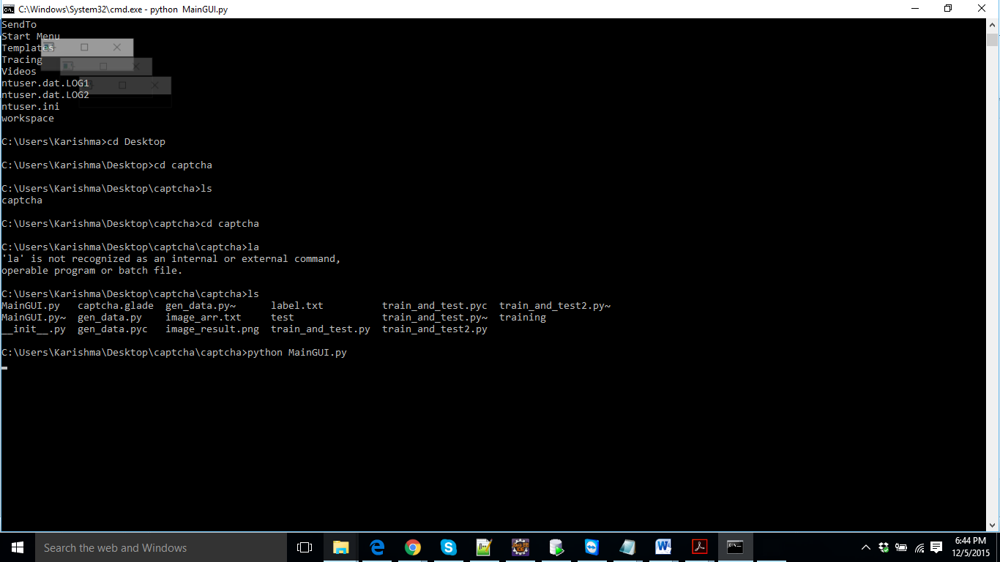 C:\Windows\System32\cmd.exe - python  MainGUI.py
SendTo
Start Menu
Templates
Tracing
Videos
ntuser.dat.LOG1
ntuser.dat.LOG2
ntuser.ini
workspace
C:\Users\Karishma>cd Desktop
C:\Users\Karishma\Desktop>cd captcha
C:\Users\Karishma\Desktop\captcha>ls
captcha
C:\Users\Karishma\Desktop\captcha>cd captcha
C:\Users\Karishma\Desktop\captcha\captcha>la
'la' is not recognized as an internal or external command,
operable program or batch file.
C:\Users\Karishma\Desktop\captcha\captcha>ls
MainGUI.py   captcha.glade  gen_data.py~      label.txt          train_and_test.pyc  train_and_test2.py~
MainGUI.py~  gen_data.py    image_arr.txt     test               train_and_test.py~  training
__init__.py  gen_data.pyc   image_result.png  train_and_test.py  train_and_test2.py
C:\Users\Karishma\Desktop\captcha\captcha>python MainGUI.py
Search the web and Windows
6:44 PM
12/5/2015